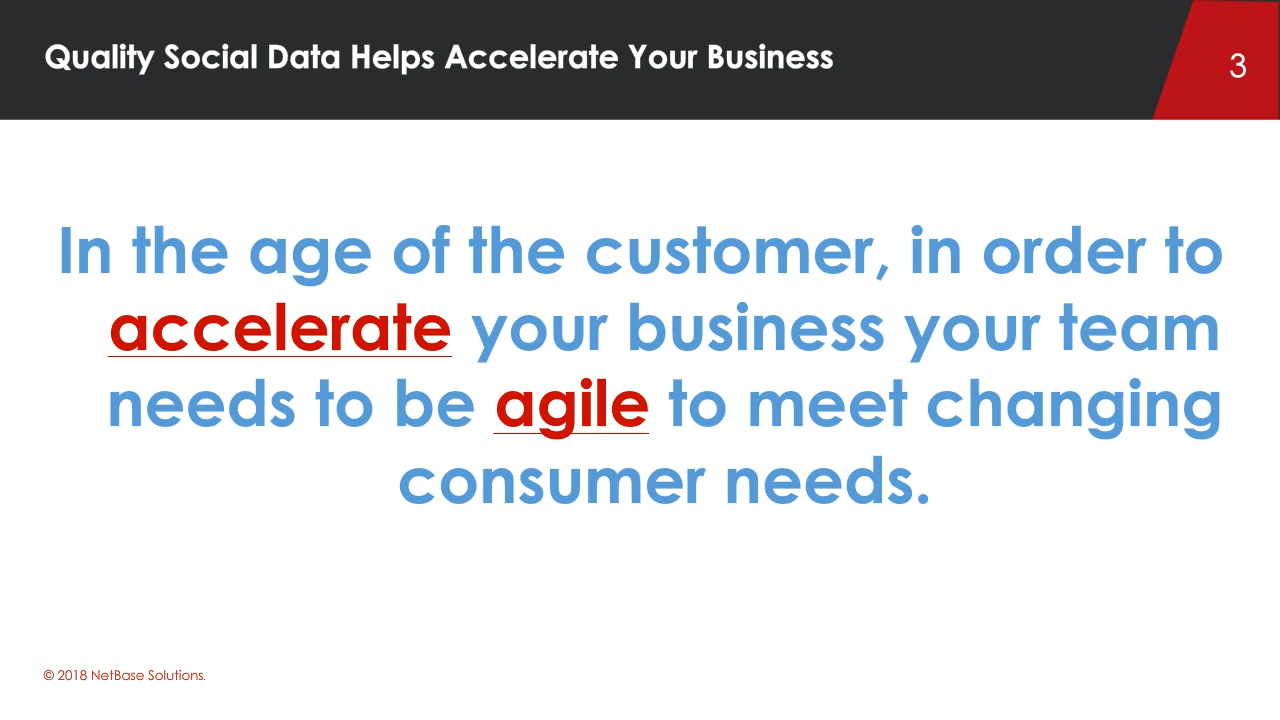 Quality Social Data Helps Accelerate Your Business
3
In the age of the customer, in order to
accelerate your business your team
needs to be agile to meet changing
consumer needs.
© 2018 NetBase Solutions.